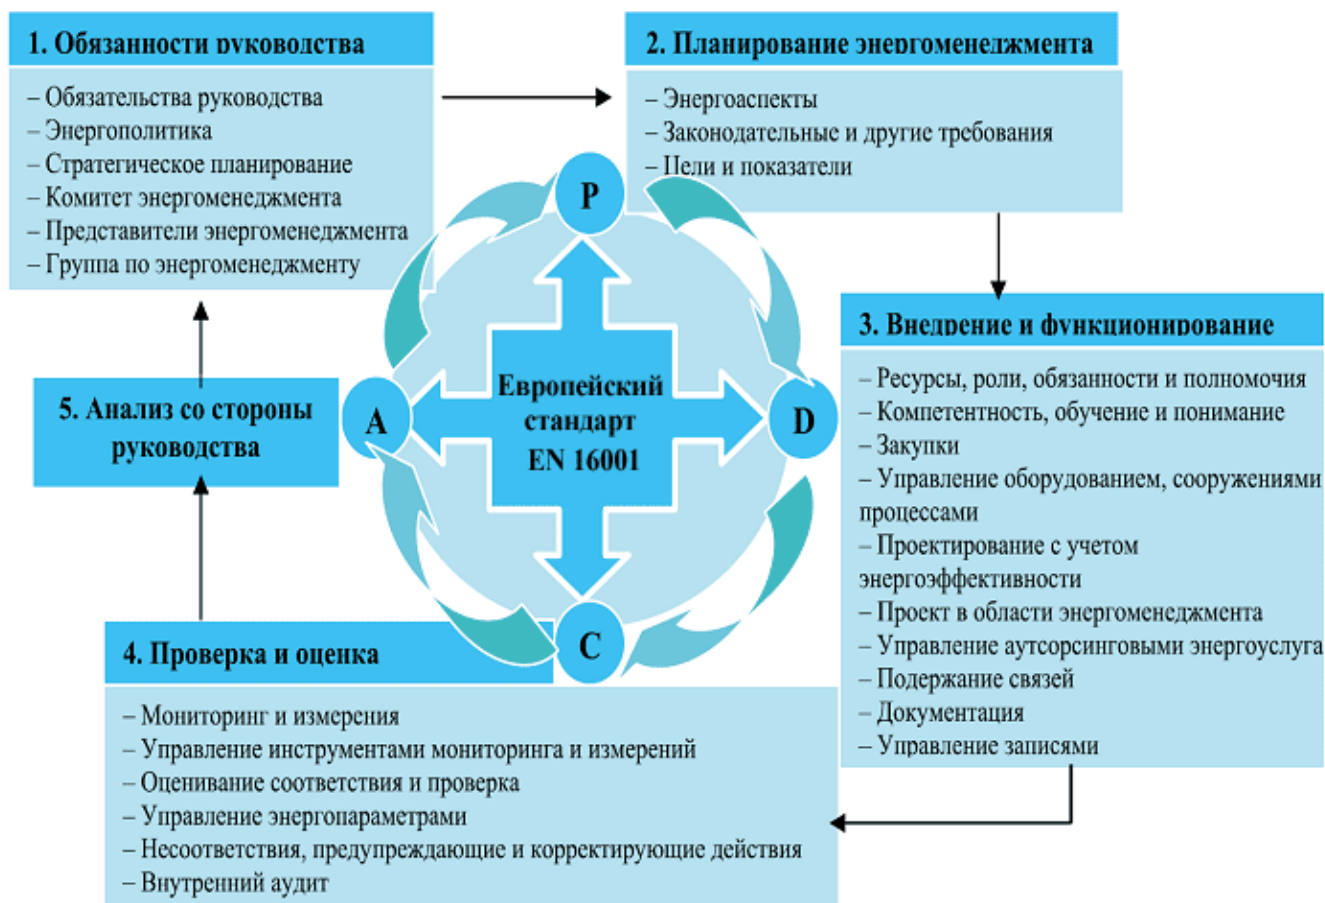 1. Обязанности руководства
– Обязательства руководства
– Энергополитика
– Стратегическое планирование
– Комитет энергоменеджмента
– Представители энергоменеджмента
– Группа по энергоменеджменту
2. Планирование энергоменеджмента
– Энергоаспекты
– Законодательные и другие требования
– Цели и показатели
3. Внедрение и функционирование
– Ресурсы, роли, обязанности и полномочия
– Компетентность, обучение и понимание
– Закупки
– Управление оборудованием, сооружениями
процессами
– Проектирование с учетом
энергоэффективности
– Проект в области энергоменеджмента
– Управление аутсорсинговыми энергоуслуга
– Подержание связей
– Документация
– Управление записями
4. Проверка и оценка
– Мониторинг и измерения
– Управление инструментами мониторинга и измерений
– Оценивание соответствия и проверка
– Управление энергопараметрами
– Несоответствия, предупреждающие и корректирующие действия
– Внутренний аудит
5. Анализ со стороны
руководства
P
D
C
A
Европейский
стандарт
EN 16001